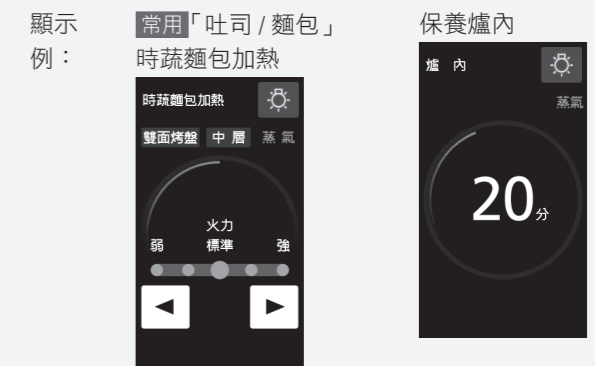 顯示例：
常用「吐司 / 麵包」
時蔬麵包加熱
時蔬麵包加熱
雙面烤盤 中層 蒸氣
火力
弱 標準 強
保養爐內
爐內
蒸氣
20分